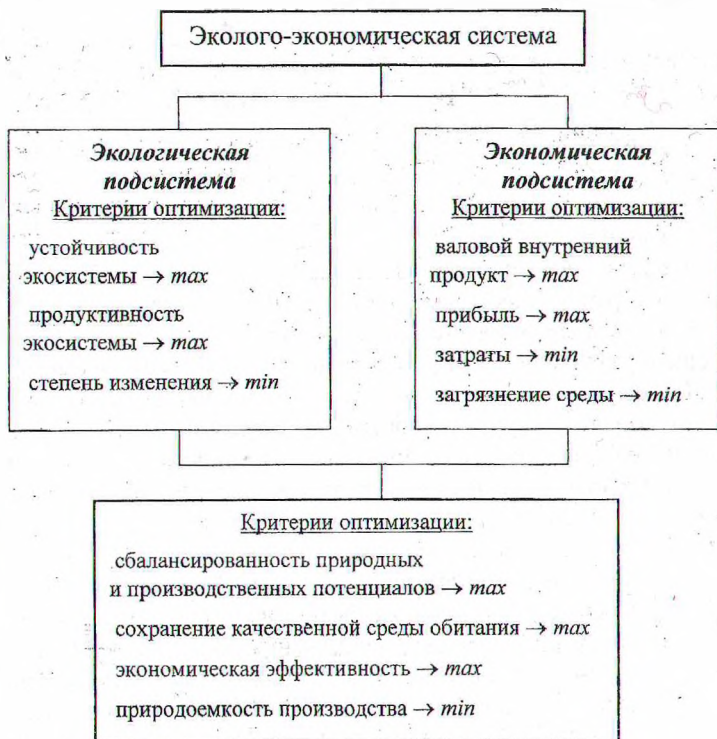 Эколого-экономическая система
Экологическая
подсистема
Критерии оптимизации:
устойчивость
экосистемы → max
продуктивность
экосистемы → max
степень изменения → min
Экономическая
подсистема
Критерии оптимизации:
валовой внутренний
продукт → max
прибыль → max
затраты → min
загрязнение среды → min
Критерии оптимизации:
сбалансированность природных
и производственных потенциалов → max
сохранение качественной среды обитания → max
экономическая эффективность → max
природоемкость производства → min